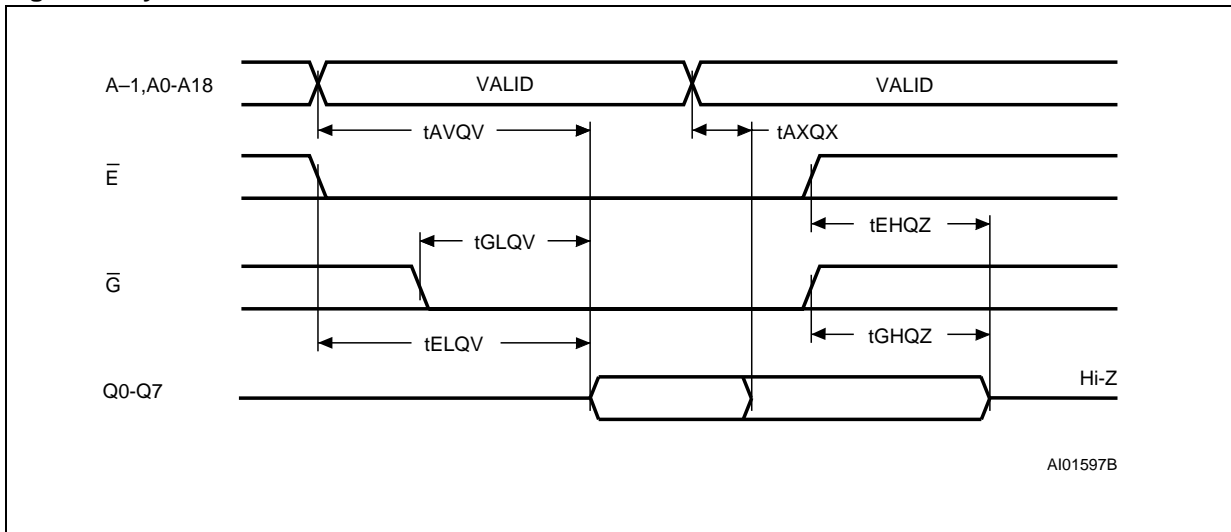 A–1,A0-A18
VALID
VALID
tAVQV
tAXQX
E̅
tEHQZ
tGLQV
G̅
tGHQZ
tELQV
Q0-Q7
Hi-Z
AI01597B